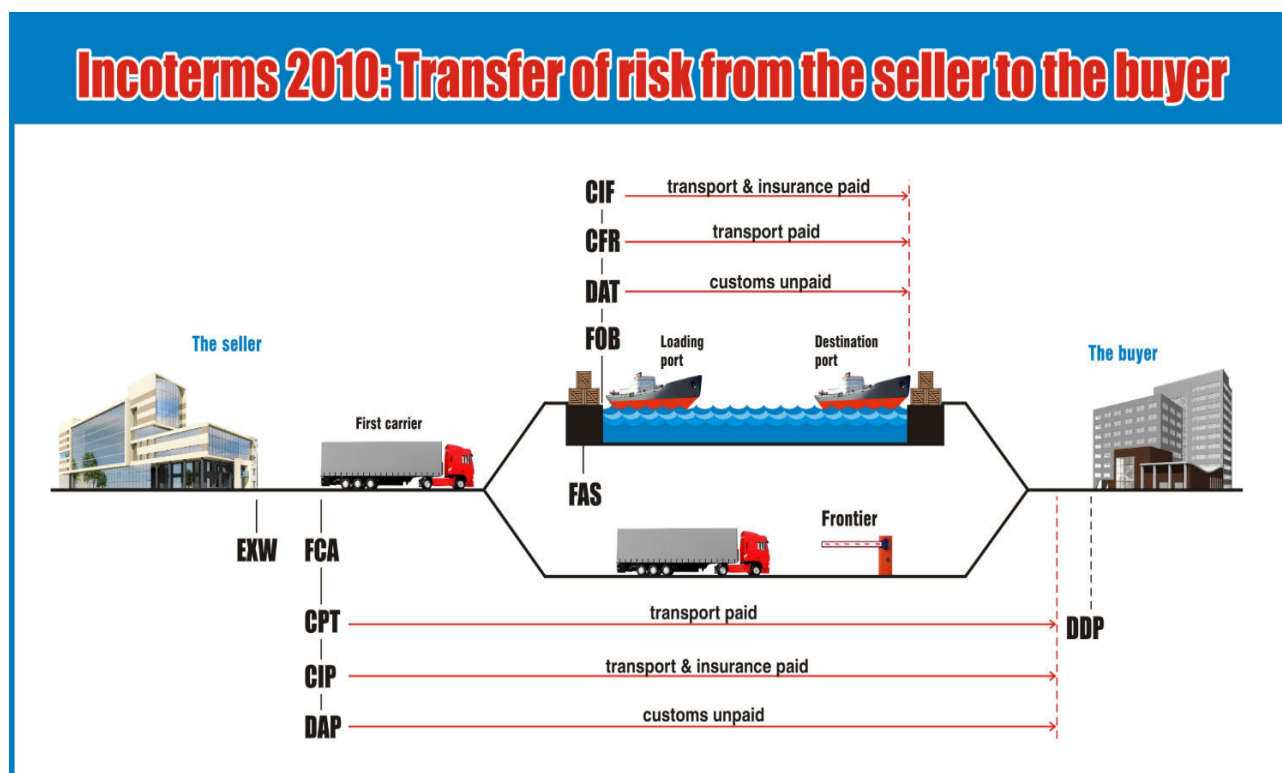 Incoterms 2010: Transfer of risk from the seller to the buyer
CIF
transport & insurance paid
CFR
transport paid
DAT
customs unpaid
FOB
The seller
Loading
port
Destination
port
The buyer
First carrier
FAS
Frontier
EXW
FCA
CPT
transport paid
DDP
CIP
transport & insurance paid
DAP
customs unpaid